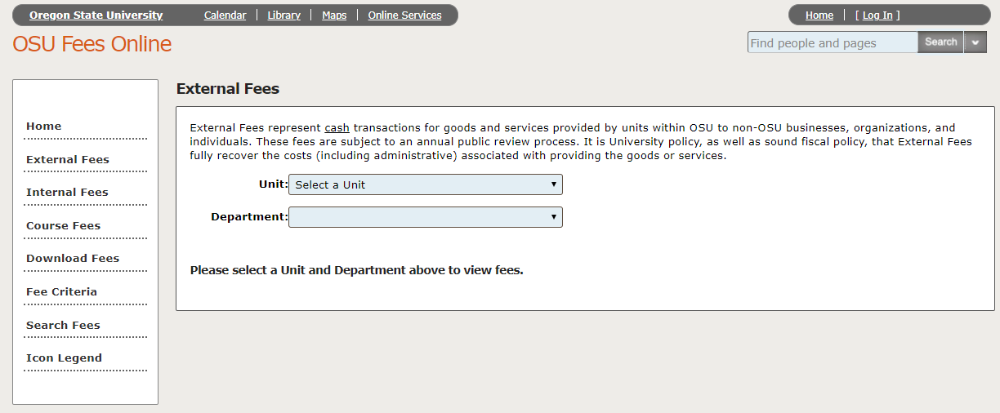 Oregon State University Calendar Library Maps Online Services Home [ Log In ]
OSU Fees Online
Find people and pages Search
External Fees
Home
External Fees
Internal Fees
Course Fees
Download Fees
Fee Criteria
Search Fees
Icon Legend
External Fees represent cash transactions for goods and services provided by units within OSU to non-OSU businesses, organizations, and
individuals. These fees are subject to an annual public review process. It is University policy, as well as sound fiscal policy, that External Fees
fully recover the costs (including administrative) associated with providing the goods or services.
Unit: Select a Unit
Department:
Please select a Unit and Department above to view fees.